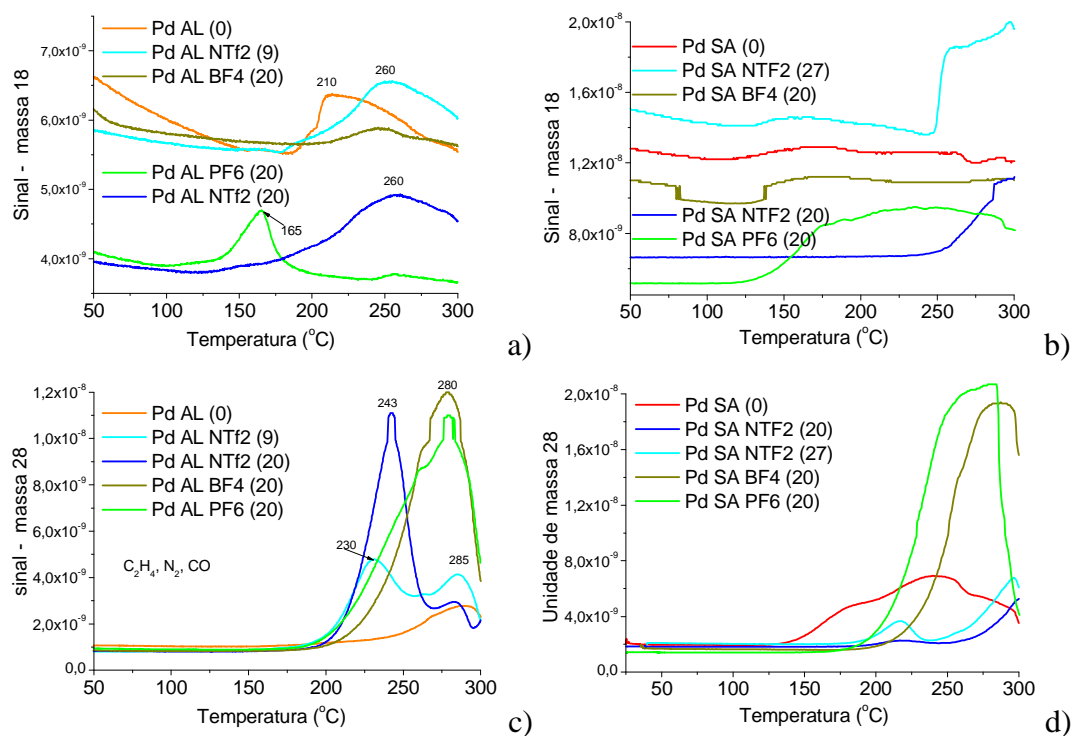 Pd AL (0)
Pd AL NTf2 (9)
Pd AL BF4 (20)
Pd AL PF6 (20)
Pd AL NTf2 (20)
210
260
260
165
7,0x10⁻⁹
6,0x10⁻⁹
5,0x10⁻⁹
4,0x10⁻⁹
Sinal - massa 18
50 100 150 200 250 300
Temperatura (°C)
a)
Pd SA (0)
Pd SA NTF2 (27)
Pd SA BF4 (20)
Pd SA NTF2 (20)
Pd SA PF6 (20)
2,0x10⁻⁸
1,6x10⁻⁸
1,2x10⁻⁸
8,0x10⁻⁹
Sinal - massa 18
50 100 150 200 250 300
Temperatura (°C)
b)
Pd AL (0)
Pd AL NTf2 (9)
Pd AL NTf2 (20)
Pd AL BF4 (20)
Pd AL PF6 (20)
243
280
230
285
C₂H₄, N₂, CO
1,2x10⁻⁸
1,0x10⁻⁸
8,0x10⁻⁹
6,0x10⁻⁹
4,0x10⁻⁹
2,0x10⁻⁹
0,0
sinal - massa 28
50 100 150 200 250 300
Temperatura (°C)
c)
Pd SA (0)
Pd SA NTF2 (20)
Pd SA NTF2 (27)
Pd SA BF4 (20)
Pd SA PF6 (20)
2,0x10⁻⁸
1,6x10⁻⁸
1,2x10⁻⁸
8,0x10⁻⁹
4,0x10⁻⁹
0,0
Unidade de massa 28
50 100 150 200 250 300
Temperatura (°C)
d)